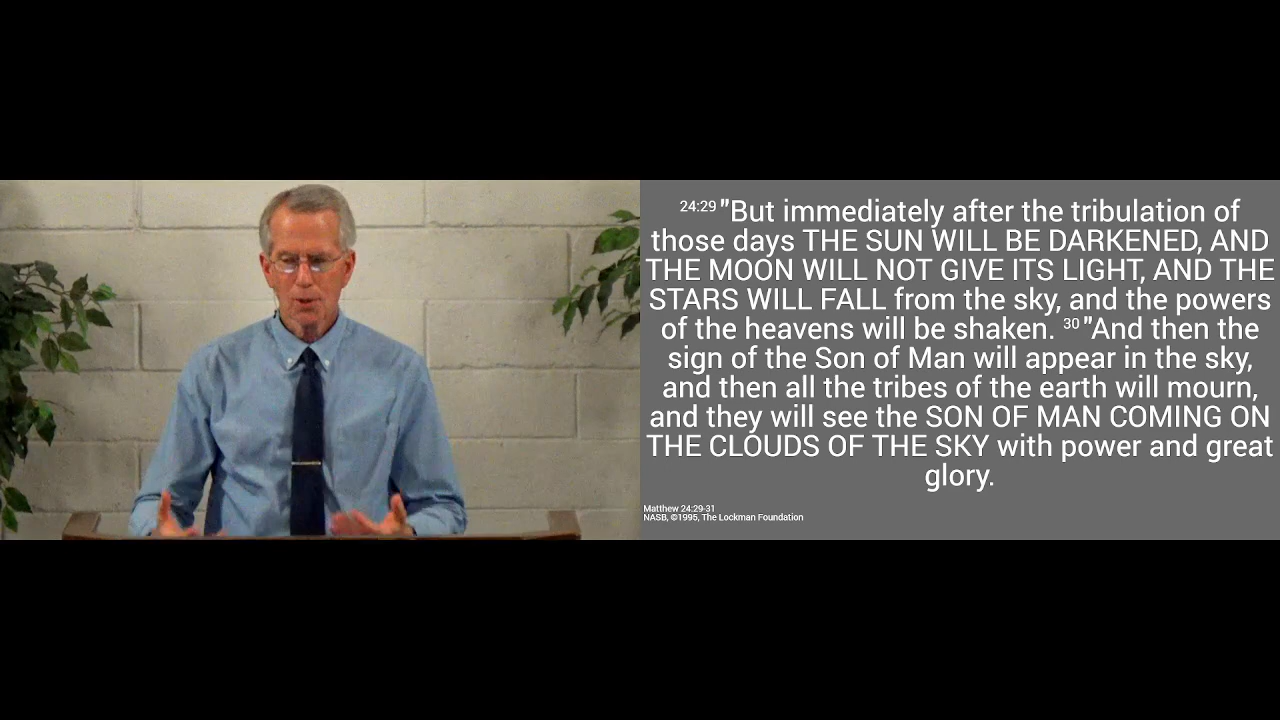 24:29 "But immediately after the tribulation of
those days THE SUN WILL BE DARKENED, AND
THE MOON WILL NOT GIVE ITS LIGHT, AND THE
STARS WILL FALL from the sky, and the powers
of the heavens will be shaken. 30 "And then the
sign of the Son of Man will appear in the sky,
and then all the tribes of the earth will mourn,
and they will see the SON OF MAN COMING ON
THE CLOUDS OF THE SKY with power and great
glory.
Matthew 24:29-31
NASB, ©1995, The Lockman Foundation